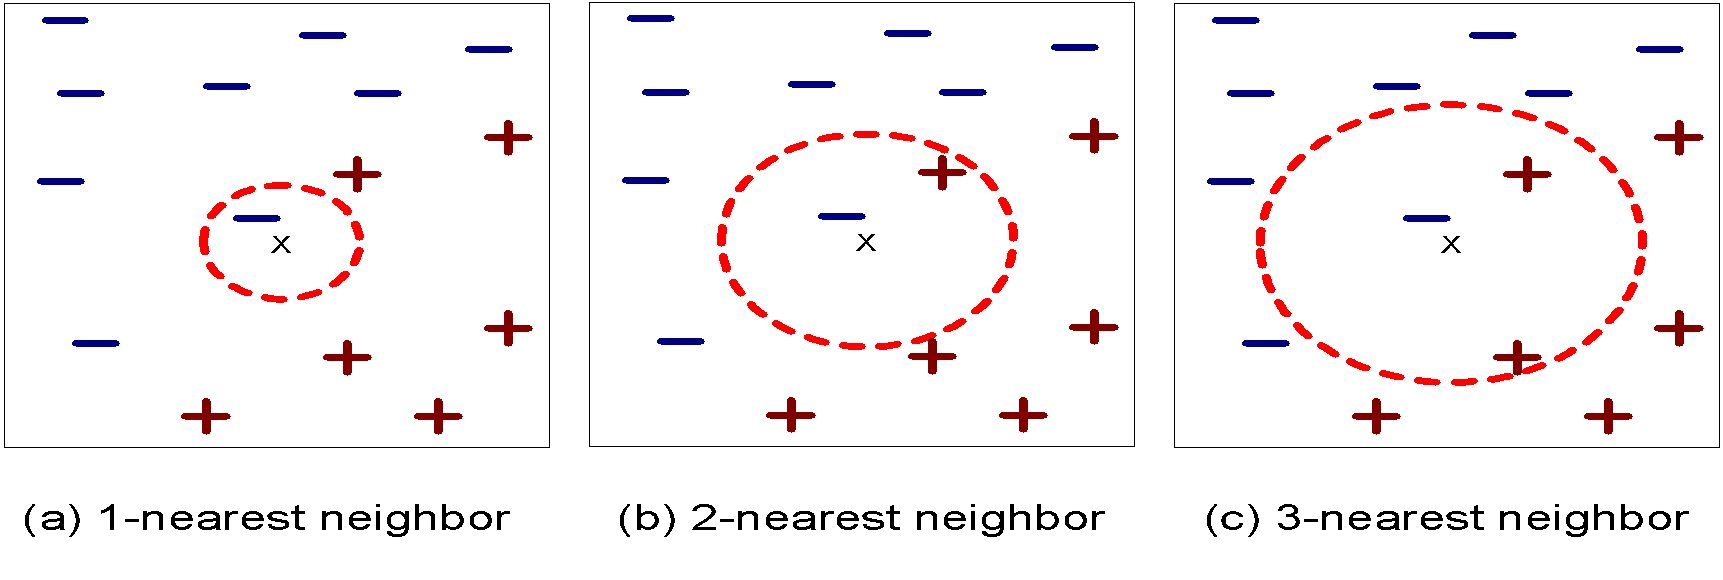 X
X
X
(a) 1-nearest neighbor
(b) 2-nearest neighbor
(c) 3-nearest neighbor